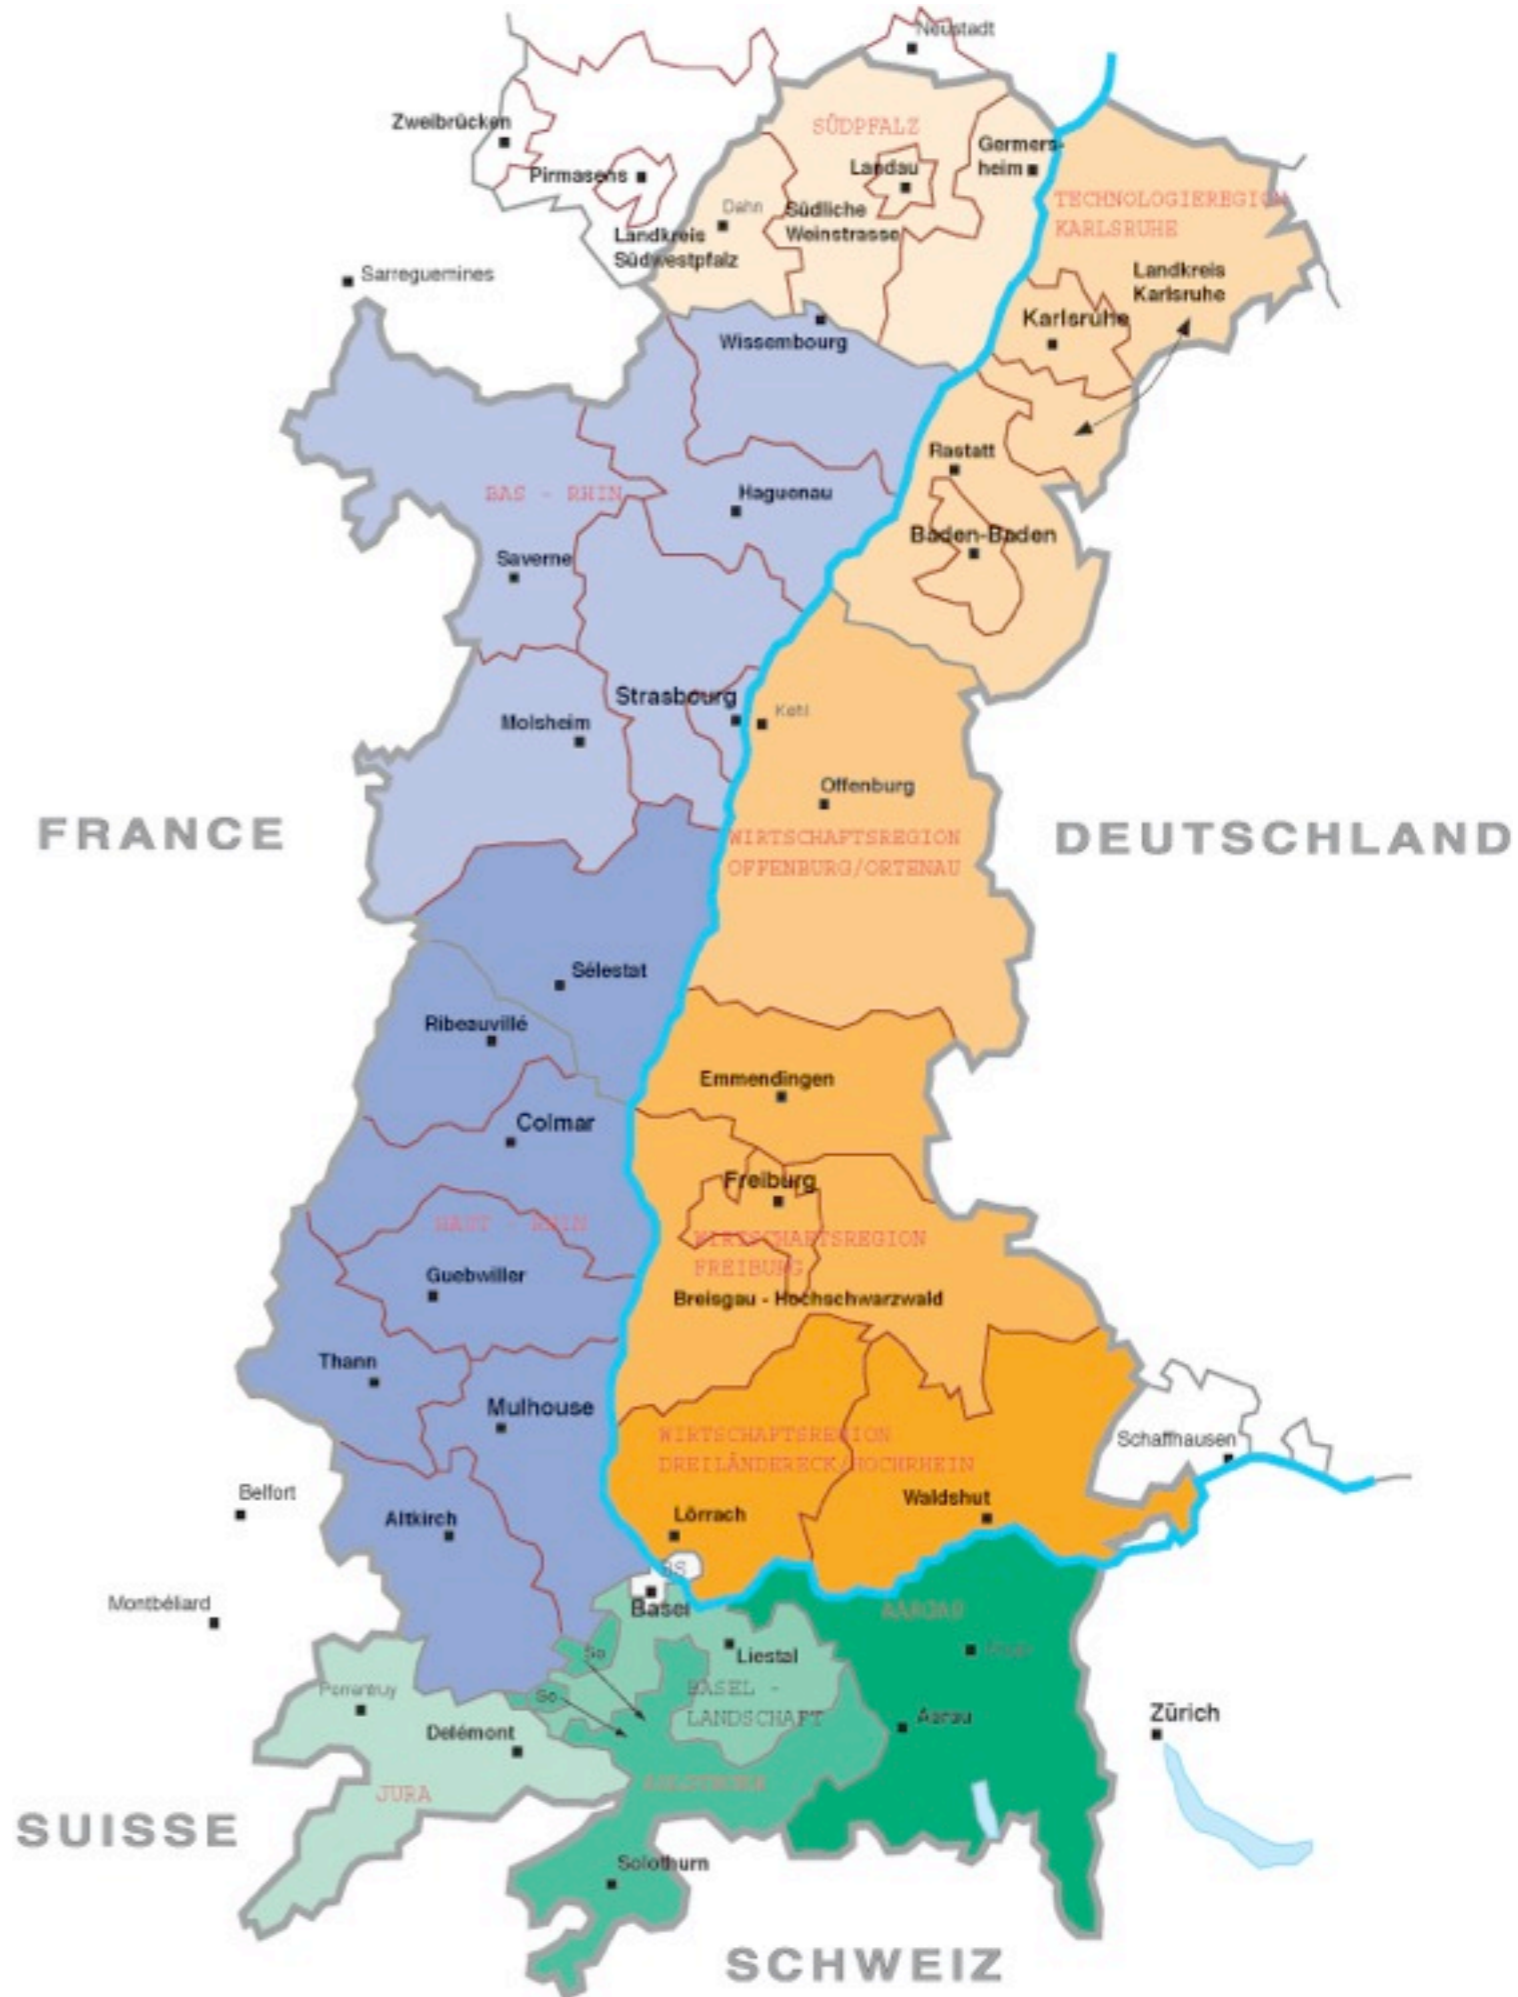 Neustadt
Zweibrücken
SÜDPFALZ
Germers-
heim
Landau
Pirmasens
TECHNOLOGIEREGION
KARLSRUHE
Dahn
Südliche
Weinstrasse
Landkreis
Südwestpfalz
Sarreguemines
Landkreis
Karlsruhe
Karlsruhe
Wissembourg
Rastatt
BAS - RHIN
Haguenau
Baden-Baden
Saverne
Strasbourg
Kehl
Molsheim
Offenburg
FRANCE
DEUTSCHLAND
WIRTSCHAFTSREGION
OFFENBURG/ORTENAU
Sélestat
Ribeauvillé
Emmendingen
Colmar
Freiburg
HAUT - RHIN
WIRTSCHAFTSREGION
FREIBURG
Guebwiller
Breisgau - Hochschwarzwald
Thann
Mulhouse
WIRTSCHAFTSREGION
DREILÄNDERECK/HOCHRHEIN
Schaffhausen
Belfort
Waldshut
Altkirch
Lörrach
BS
Montbéliard
Basel
AARGAU
So
Liestal
Porrentruy
So
BASEL -
LANDSCHAFT
Aarau
Zürich
Delémont
SOLOTHURN
JURA
SUISSE
Solothurn
SCHWEIZ